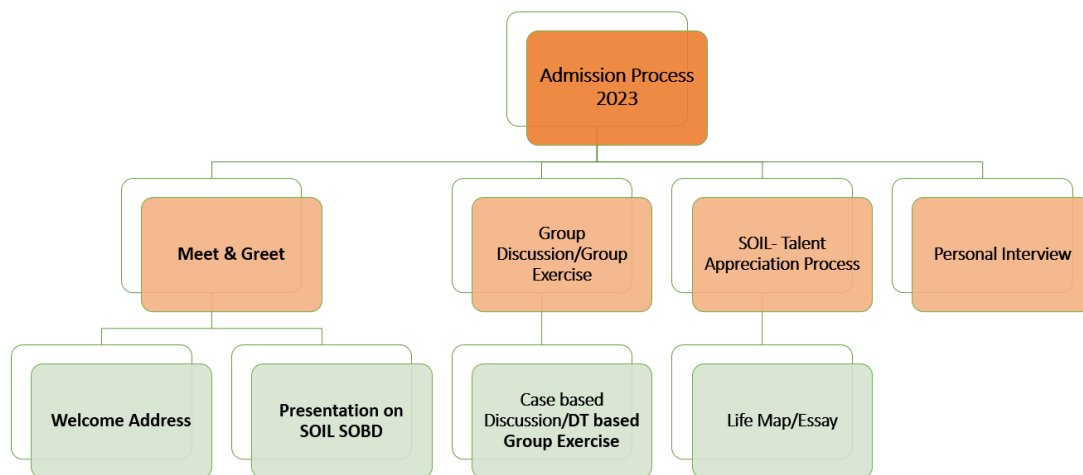 Admission Process
2023
Meet & Greet
Group
Discussion/Group
Exercise
SOIL- Talent
Appreciation Process
Personal Interview
Welcome Address
Presentation on
SOIL SOBD
Case based
Discussion/DT based
Group Exercise
Life Map/Essay